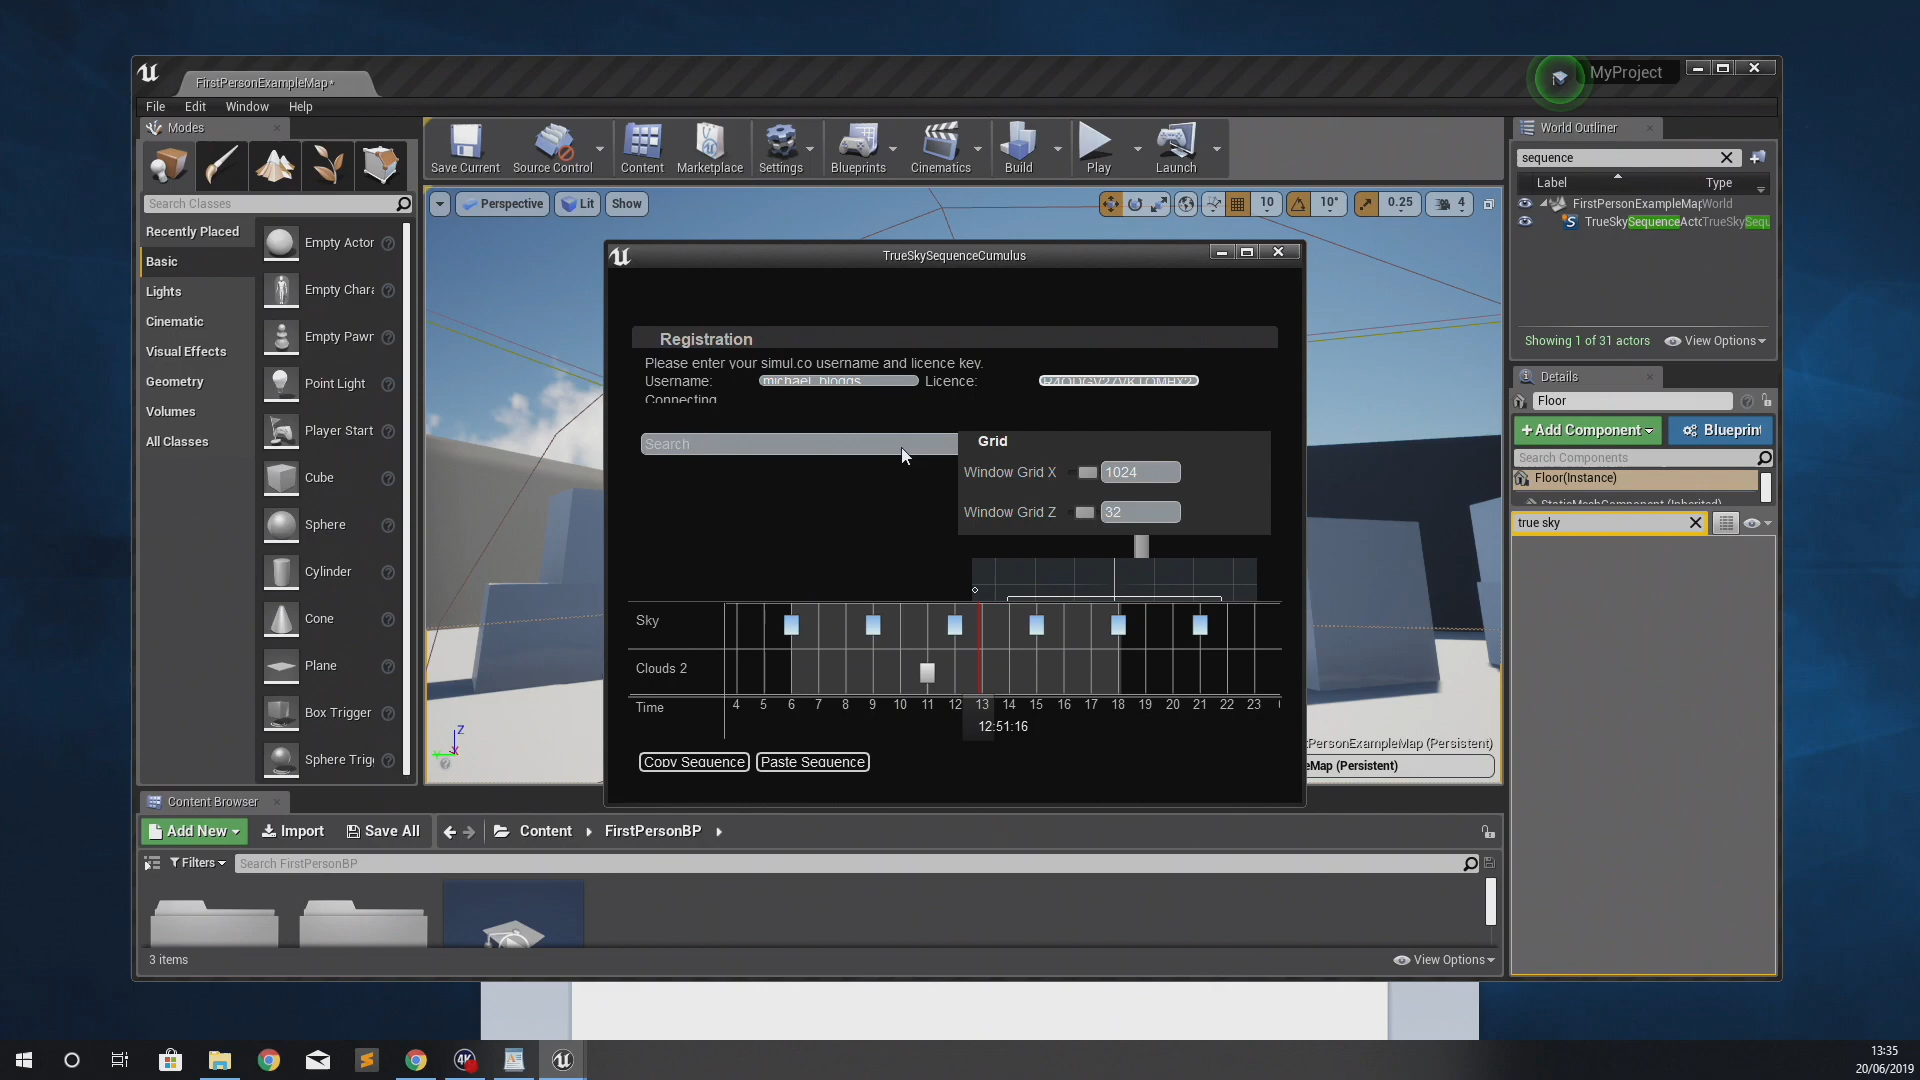 FirstPersonExampleMap*
MyProject
File Edit Window Help
Modes
Save Current
Source Control
Content
Marketplace
Settings
Blueprints
Cinematics
Build
Play
Launch
World Outliner
sequence
Label
Type
FirstPersonExampleMap
World
TrueSkySequenceActo
TrueSkySequ
Showing 1 of 31 actors
View Options
Search Classes
Recently Placed
Basic
Lights
Cinematic
Visual Effects
Geometry
Volumes
All Classes
Empty Actor
Empty Chara
Empty Pawn
Point Light
Player Start
Cube
Sphere
Cylinder
Cone
Plane
Box Trigger
Sphere Trig
Perspective
Lit
Show
10
10°
0.25
4
TrueSkySequenceCumulus
Registration
Please enter your simul.co username and licence key.
Username:
michael_bloggs
Licence:
Connecting
Search
Grid
Window Grid X
1024
Window Grid Z
32
Sky
Clouds 2
Time
4 5 6 7 8 9 10 11 12 13 14 15 16 17 18 19 20 21 22 23
12:51:16
Copy Sequence
Paste Sequence
Z
Y
X
tPersonExampleMap (Persistent)
eMap (Persistent)
Details
Floor
+Add Component
Blueprint
Search Components
Floor(Instance)
StaticMeshComponent (Inherited)
true sky
Content Browser
Add New
Import
Save All
Content
FirstPersonBP
Filters
Search FirstPersonBP
3 items
View Options
4K
13:35
20/06/2019